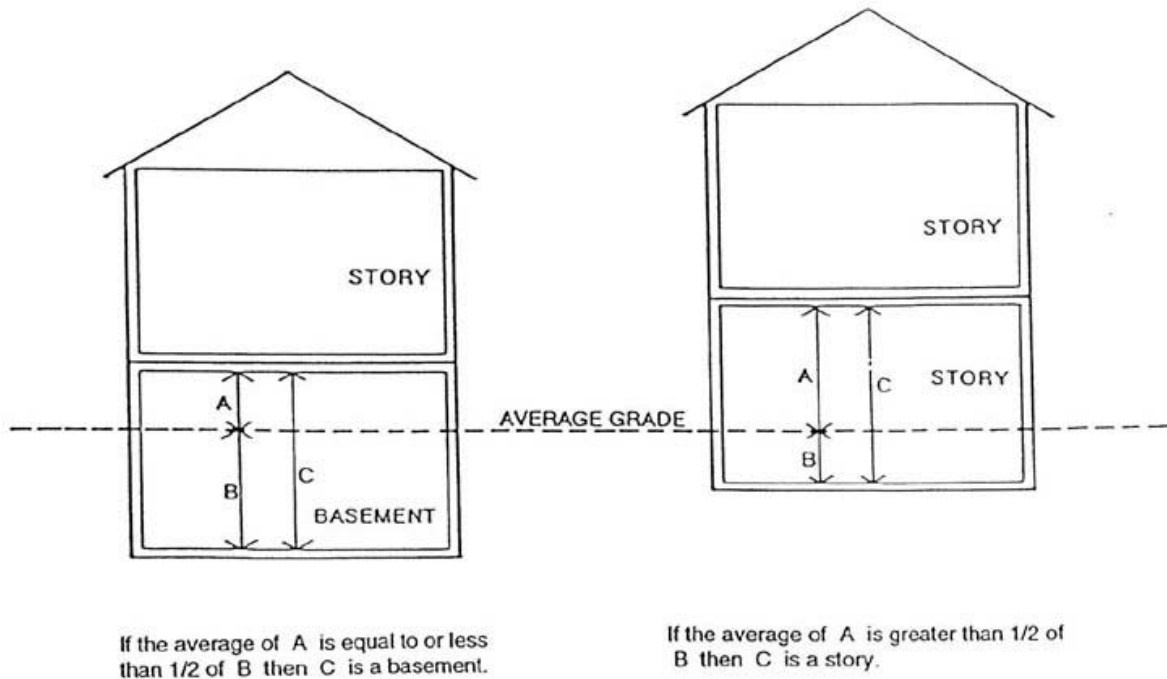 STORY
STORY
A
A
C
STORY
AVERAGE GRADE
B
C
B
BASEMENT
If the average of A is equal to or less
than 1/2 of B then C is a basement.
If the average of A is greater than 1/2 of
B then C is a story.